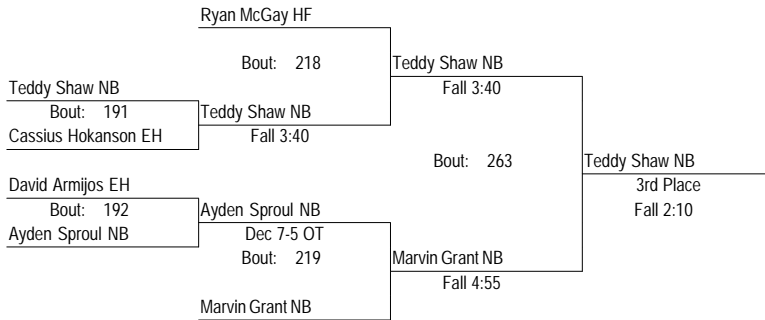 Ryan McGay HF
Bout: 218
Teddy Shaw NB
Fall 3:40
Teddy Shaw NB
Bout: 191
Cassius Hokanson EH
Teddy Shaw NB
Fall 3:40
Bout: 263
Teddy Shaw NB
3rd Place
Fall 2:10
David Armijos EH
Bout: 192
Ayden Sproul NB
Ayden Sproul NB
Dec 7-5 OT
Bout: 219
Marvin Grant NB
Fall 4:55
Marvin Grant NB